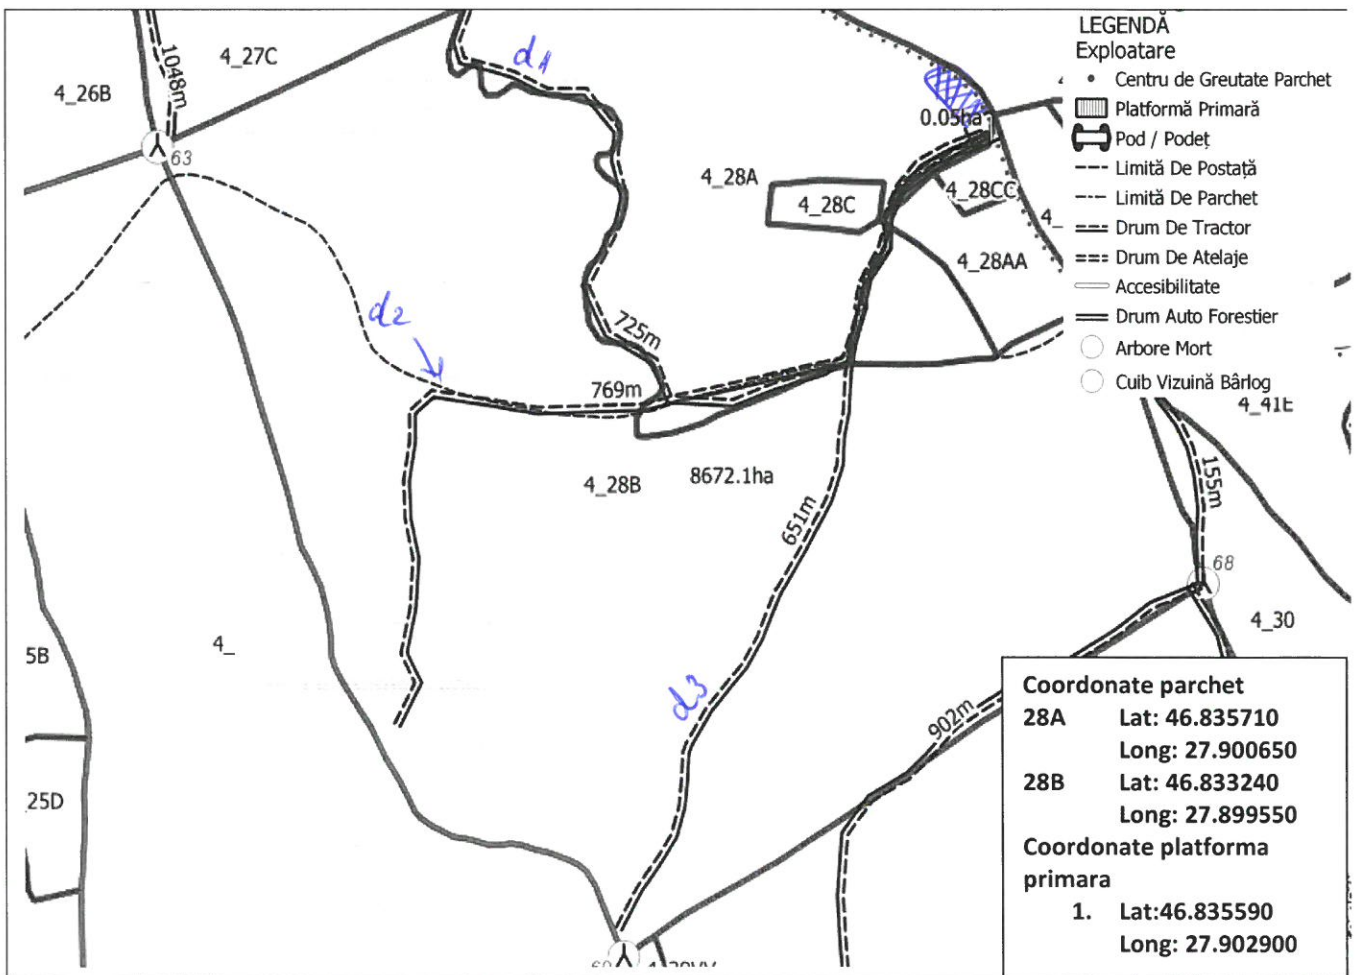 4_27C
1048m
4_26B
63
d1
LEGENDĂ
Exploatare
Centru de Greutate Parchet
Platformă Primară
Pod / Podeț
Limită De Postață
Limită De Parchet
Drum De Tractor
Drum De Atelaje
Accesibilitate
Drum Auto Forestier
Arbore Mort
Cuib Vizuină Bârlog
0.05ha
4_28A
4_28C
4_28CC
4_
4_28AA
d2
725m
769m
4_41E
4_28B
8672.1ha
155m
651m
68
4_30
5B
4_
d3
902m
25D
Coordonate parchet
28A Lat: 46.835710
Long: 27.900650
28B Lat: 46.833240
Long: 27.899550
Coordonate platforma
primara
1. Lat:46.835590
Long: 27.902900